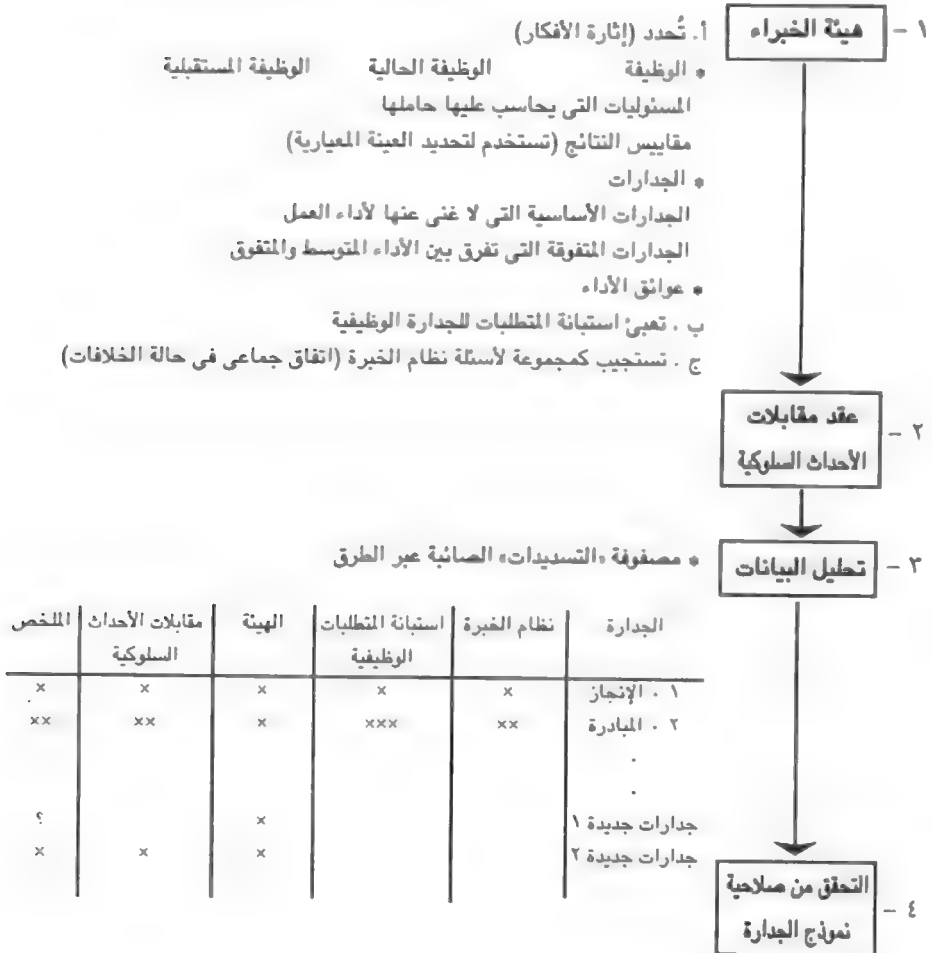 ١ - هيئة الخبراء
أ. تُحدد (إثارة الأفكار)
* الوظيفة الوظيفة الحالية الوظيفة المستقبلية
المسئوليات التى يحاسب عليها حاملها
مقاييس النتائج (تستخدم لتحديد العينة المعيارية)
* الجدارات
الجدارات الأساسية التى لا غنى عنها لأداء العمل
الجدارات المتفوقة التى تفرق بين الأداء المتوسط والمتفوق
* عوائق الأداء
ب . تعبئ استبانة المتطلبات للجدارة الوظيفية
ج . تستجيب كمجموعة لأسئلة نظام الخبرة (اتفاق جماعى فى حالة الخلافات)
٢ - عقد مقابلات
الأحداث السلوكية
٣ - تحليل البيانات
* مصفوفة «التسديدات» الصائبة عبر الطرق
الجدارة نظام الخبرة استبانة المتطلبات الهيئة مقابلات الأحداث الملخص
الوظيفية السلوكية
١ . الإنجاز × × × × ×
٢ . المبادرة ×× ××× × ×× ××
.
.
جدارات جديدة ١ × ؟
جدارات جديدة ٢ × × ×
٤ - التحقق من صلاحية
نموذج الجدارة